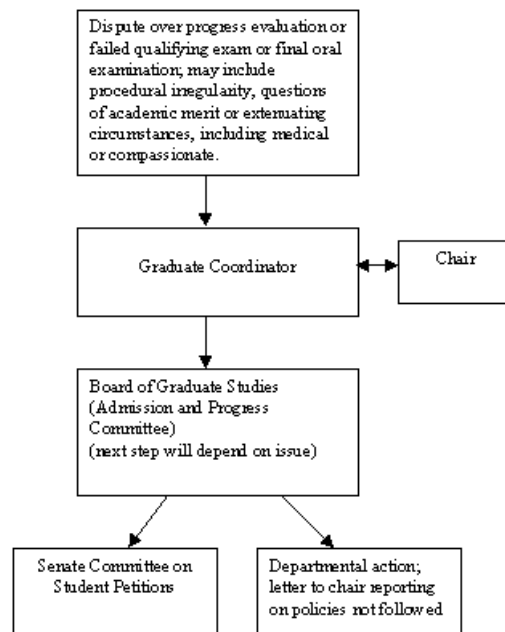 Dispute over progress evaluation or
failed qualifying exam or final oral
examination; may include
procedural irregularity, questions
of academic merit or extenuating
circumstances, including medical
or compassionate.
Graduate Coordinator
Chair
Board of Graduate Studies
(Admission and Progress
Committee)
(next step will depend on issue)
Senate Committee on
Student Petitions
Departmental action;
letter to chair reporting
on policies not followed